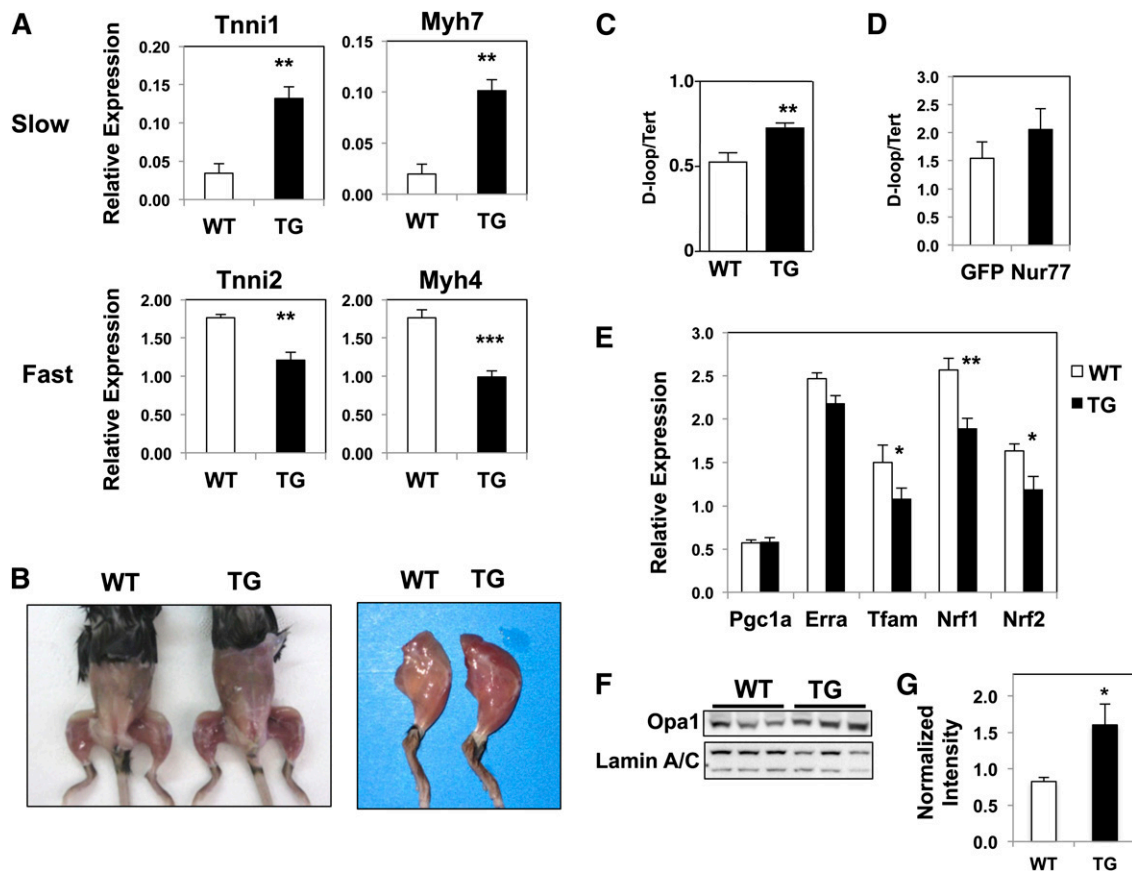 A
Tnni1
Myh7
Slow
Relative Expression
0.20
0.15
0.10
0.05
0.00
**
WT TG
0.15
0.10
0.05
0.00
**
WT TG
Tnni2
Myh4
Fast
Relative Expression
2.00
1.50
1.00
0.50
0.00
**
WT TG
2.00
1.50
1.00
0.50
0.00
***
WT TG
B
WT TG
WT TG
C
D-loop/Tert
1.0
0.5
0
**
WT TG
D
D-loop/Tert
3.0
2.5
2.0
1.5
1.0
0.5
0.0
GFP Nur77
E
Relative Expression
3.0
2.5
2.0
1.5
1.0
0.5
0.0
*
**
*
WT
TG
Pgc1a Erra Tfam Nrf1 Nrf2
F
WT TG
Opa1
Lamin A/C
G
Normalized
Intensity
2.0
1.5
1.0
0.5
0.0
*
WT TG